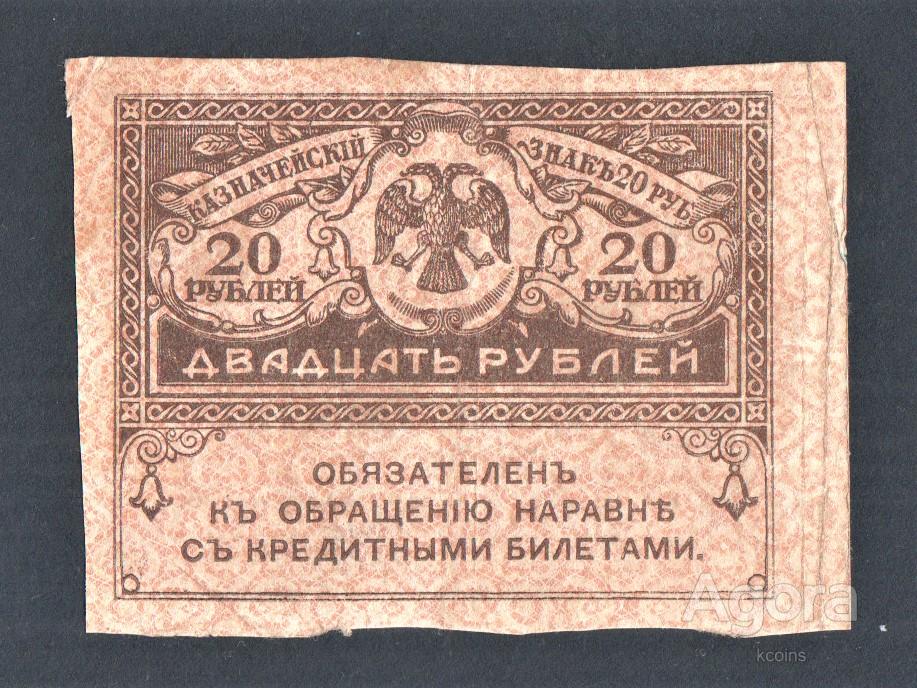 КАЗНАЧЕЙСКІЙ ЗНАКЪ 20 РУБ
20 РУБЛЕЙ
20 РУБЛЕЙ
ДВАДЦАТЬ РУБЛЕЙ
ОБЯЗАТЕЛЕНЪ
КЪ ОБРАЩЕНІЮ НАРАВНѢ
СЪ КРЕДИТНЫМИ БИЛЕТАМИ.
Agora
kcoins